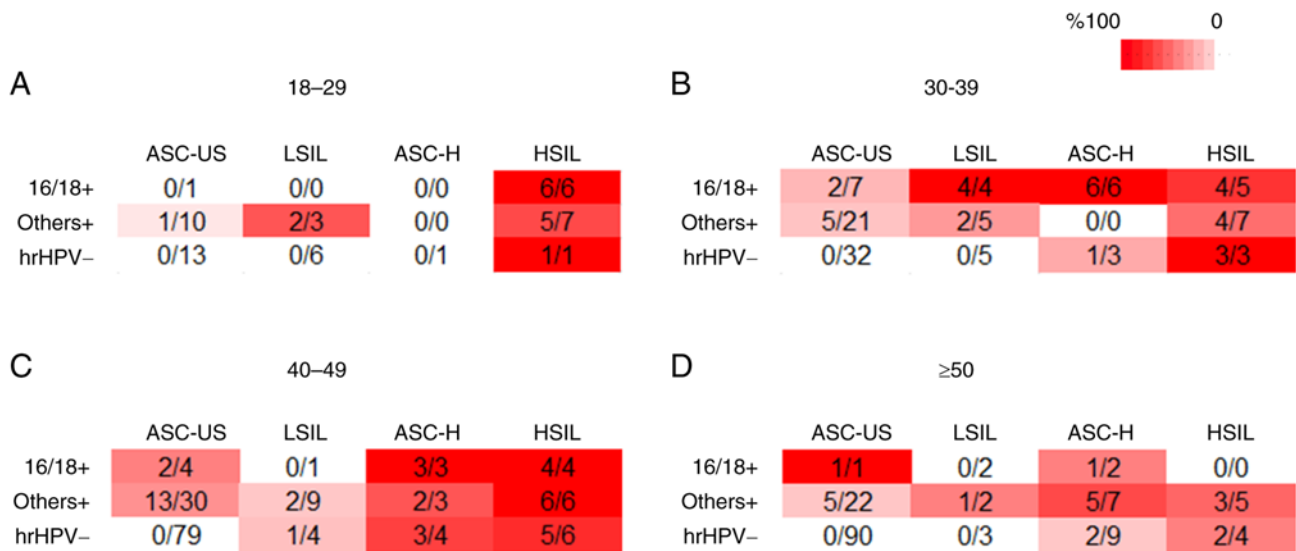 %100 0
A 18–29
ASC-US LSIL ASC-H HSIL
16/18+ 0/1 0/0 0/0 6/6
Others+ 1/10 2/3 0/0 5/7
hrHPV– 0/13 0/6 0/1 1/1
B 30-39
ASC-US LSIL ASC-H HSIL
16/18+ 2/7 4/4 6/6 4/5
Others+ 5/21 2/5 0/0 4/7
hrHPV– 0/32 0/5 1/3 3/3
C 40–49
ASC-US LSIL ASC-H HSIL
16/18+ 2/4 0/1 3/3 4/4
Others+ 13/30 2/9 2/3 6/6
hrHPV– 0/79 1/4 3/4 5/6
D ≥50
ASC-US LSIL ASC-H HSIL
16/18+ 1/1 0/2 1/2 0/0
Others+ 5/22 1/2 5/7 3/5
hrHPV– 0/90 0/3 2/9 2/4